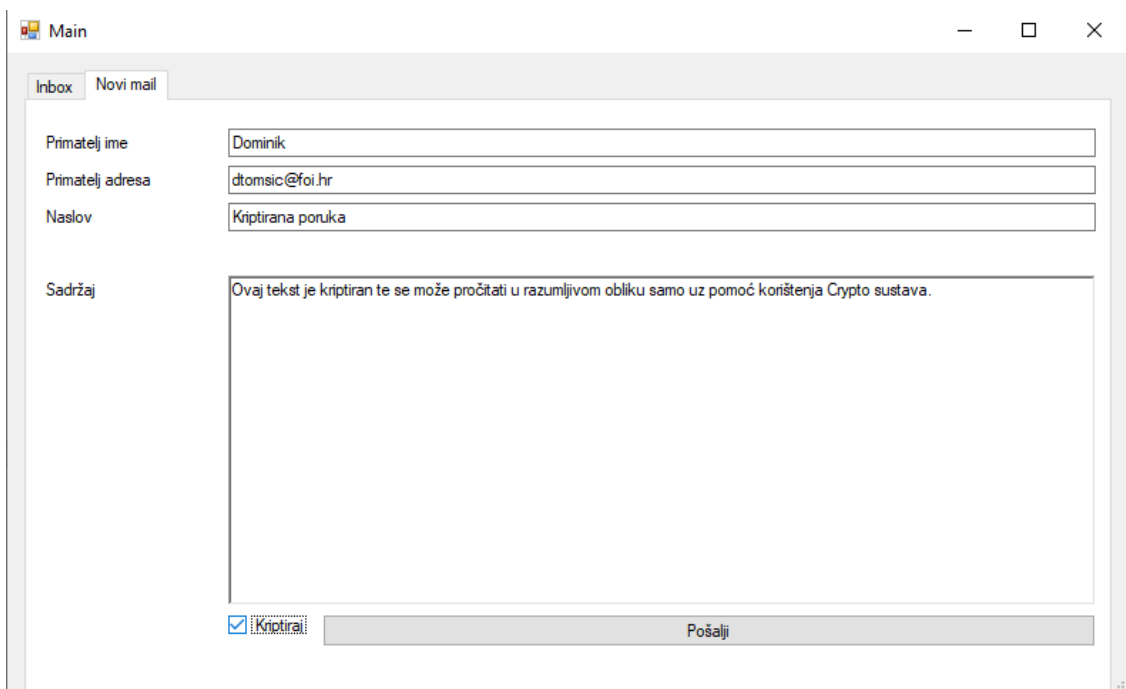 Main
Inbox Novi mail
Primatelj ime Dominik
Primatelj adresa dtomsic@foi.hr
Naslov Kriptirana poruka
Sadržaj Ovaj tekst je kriptiran te se može pročitati u razumljivom obliku samo uz pomoć korištenja Crypto sustava.
Kriptiraj Pošalji